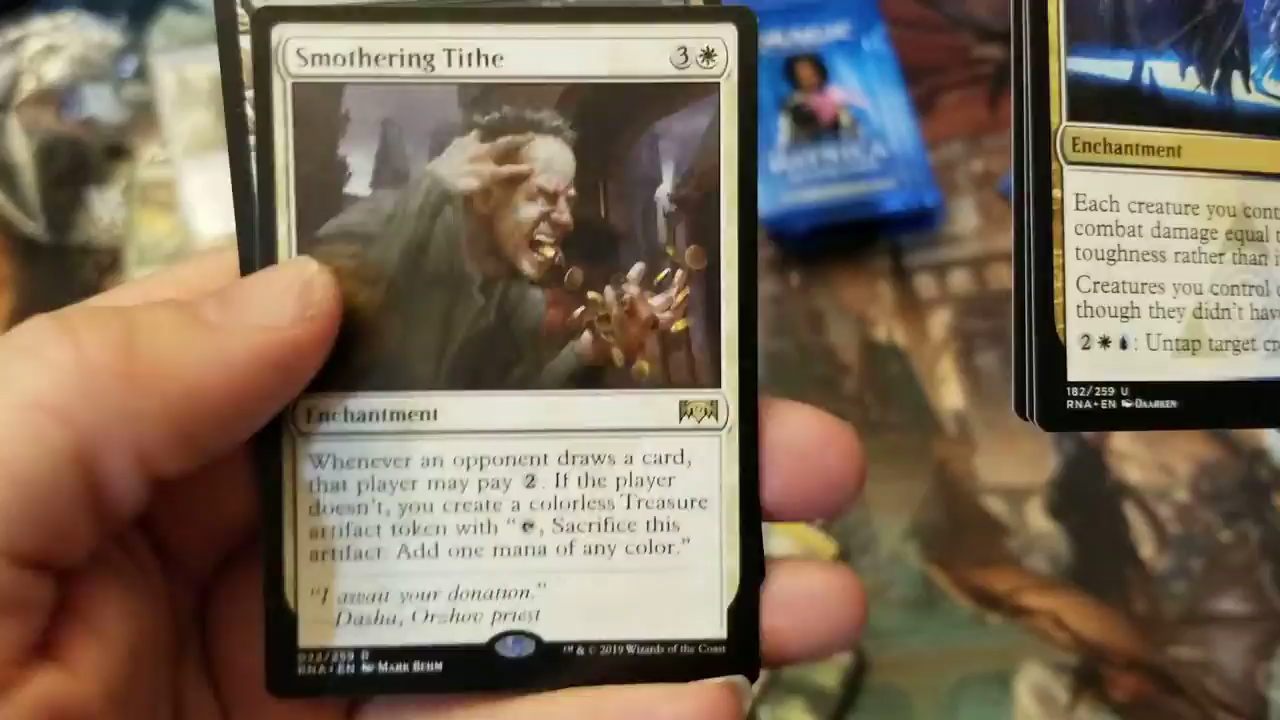 Smothering Tithe 3
Enchantment
Whenever an opponent draws a card,
that player may pay 2. If the player
doesn't, you create a colorless Treasure
artifact token with " , Sacrifice this
artifact: Add one mana of any color."
"I await your donation."
—Dasha, Orzhov priest
022/259 R
RNA • EN Mark Behm
™ & © 2019 Wizards of the Coast
Enchantment
Each creature you cont
combat damage equal t
toughness rather than i
Creatures you control c
though they didn't hav
2 : Untap target cr
182/259 U
RNA • EN Daarken